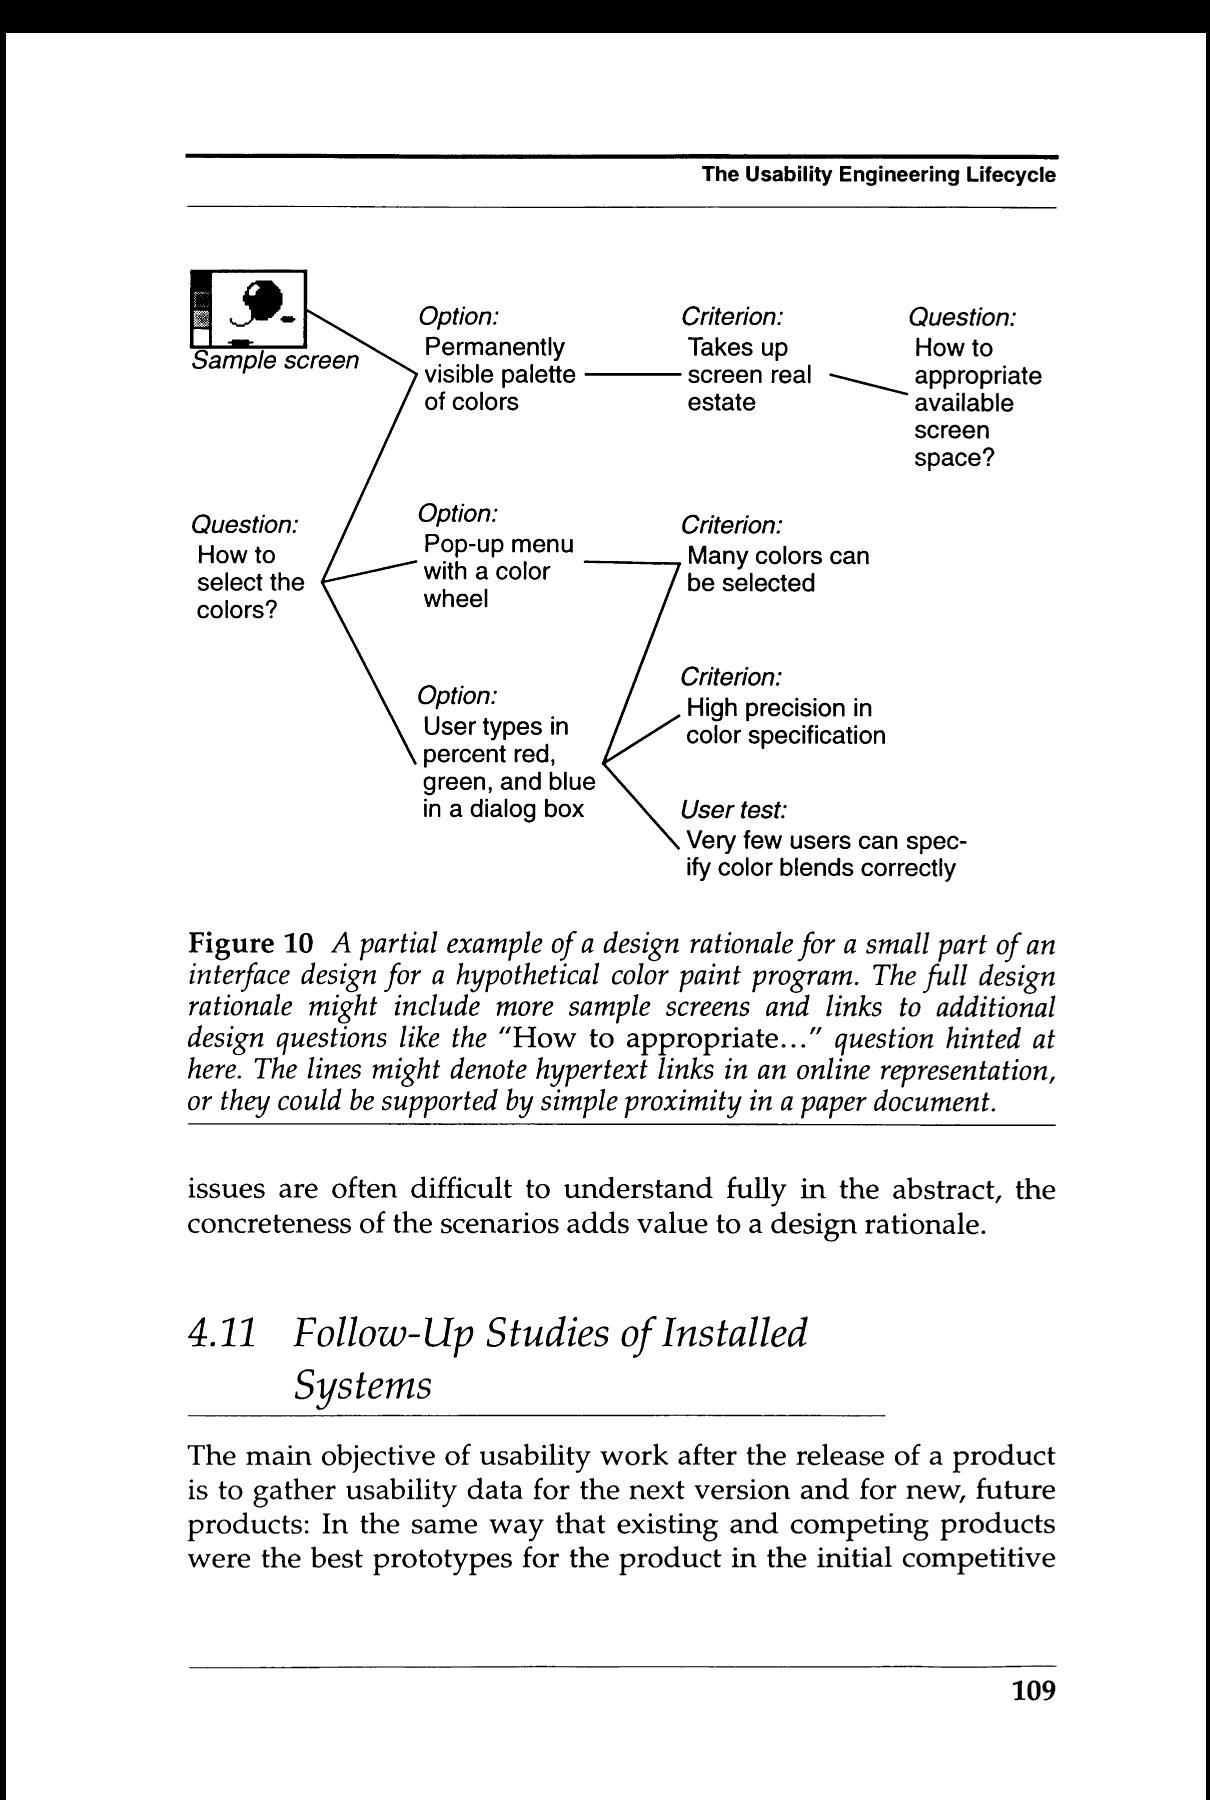 The Usability Engineering Lifecycle
Sample screen
Option:
Permanently
visible palette
of colors
Criterion:
Takes up
screen real
estate
Question:
How to
appropriate
available
screen
space?
Question:
How to
select the
colors?
Option:
Pop-up menu
with a color
wheel
Criterion:
Many colors can
be selected
Option:
User types in
percent red,
green, and blue
in a dialog box
Criterion:
High precision in
color specification
User test:
Very few users can spec-
ify color blends correctly
Figure 10 A partial example of a design rationale for a small part of an
interface design for a hypothetical color paint program. The full design
rationale might include more sample screens and links to additional
design questions like the "How to appropriate..." question hinted at
here. The lines might denote hypertext links in an online representation,
or they could be supported by simple proximity in a paper document.
issues are often difficult to understand fully in the abstract, the
concreteness of the scenarios adds value to a design rationale.
4.11 Follow-Up Studies of Installed
Systems
The main objective of usability work after the release of a product
is to gather usability data for the next version and for new, future
products: In the same way that existing and competing products
were the best prototypes for the product in the initial competitive
109